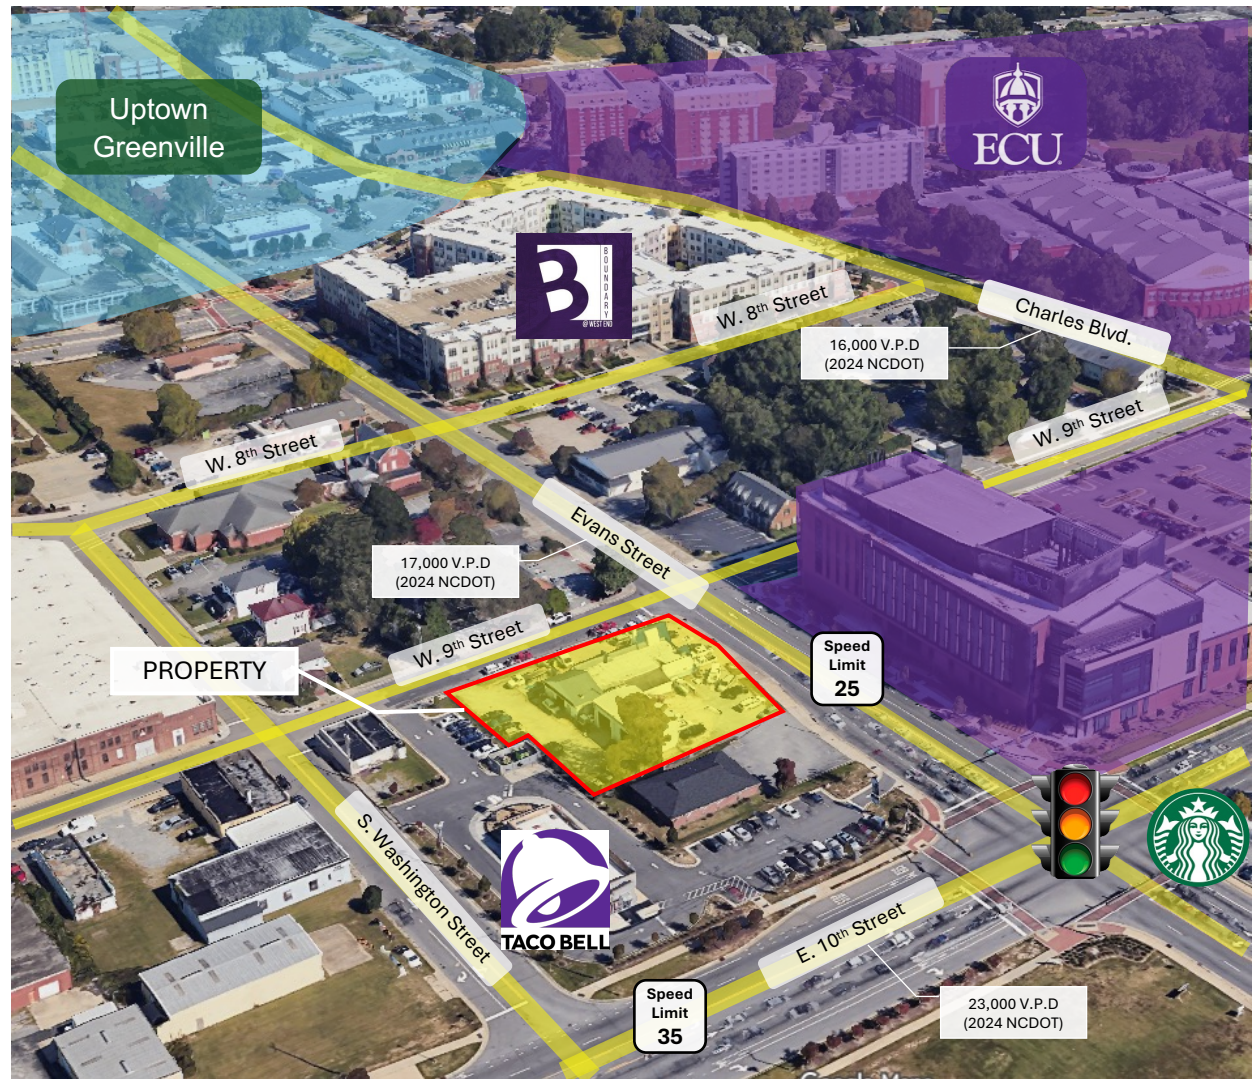 Uptown
Greenville
ECU
B
BOUNDARY
@ WEST END
W. 8th Street
Charles Blvd.
16,000 V.P.D
(2024 NCDOT)
W. 9th Street
W. 8th Street
Evans Street
17,000 V.P.D
(2024 NCDOT)
W. 9th Street
PROPERTY
Speed
Limit
25
S. Washington Street
TACO BELL
E. 10th Street
Speed
Limit
35
23,000 V.P.D
(2024 NCDOT)